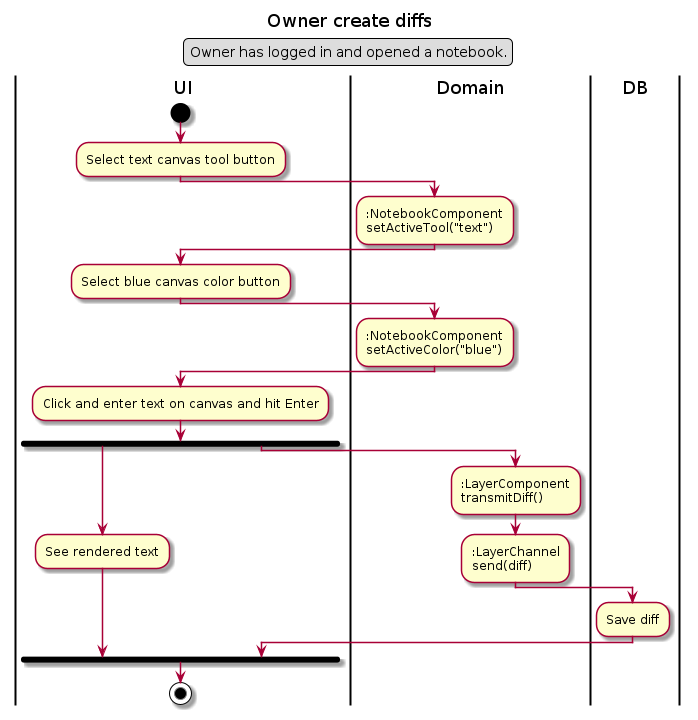 Owner create diffs
Owner has logged in and opened a notebook.
UI
Domain
DB
Select text canvas tool button
:NotebookComponent
setActiveTool("text")
Select blue canvas color button
:NotebookComponent
setActiveColor("blue")
Click and enter text on canvas and hit Enter
:LayerComponent
transmitDiff()
See rendered text
:LayerChannel
send(diff)
Save diff